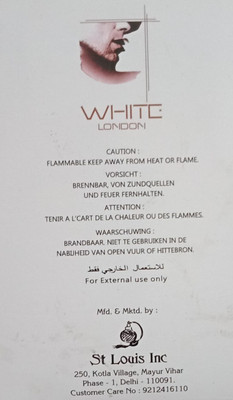 WHITE
LONDON
CAUTION :
FLAMMABLE KEEP AWAY FROM HEAT OR FLAME.
VORSICHT :
BRENNBAR, VON ZUNDQUELLEN
UND FEUER FERNHALTEN.
ATTENTION :
TENIR A L'CART DE LA CHALEUR OU DES FLAMMES.
WAARSCHUWING :
BRANDBAAR. NIET TE GEBRUIKEN IN DE
NABIJHEID VAN OPEN VUUR OF HITTEBRON.
للاستعمال الخارجي فقط
For External use only
Mfd. & Mktd. by :
St Louis Inc
250, Kotla Village, Mayur Vihar
Phase - 1, Delhi - 110091.
Customer Care No : 9212416110